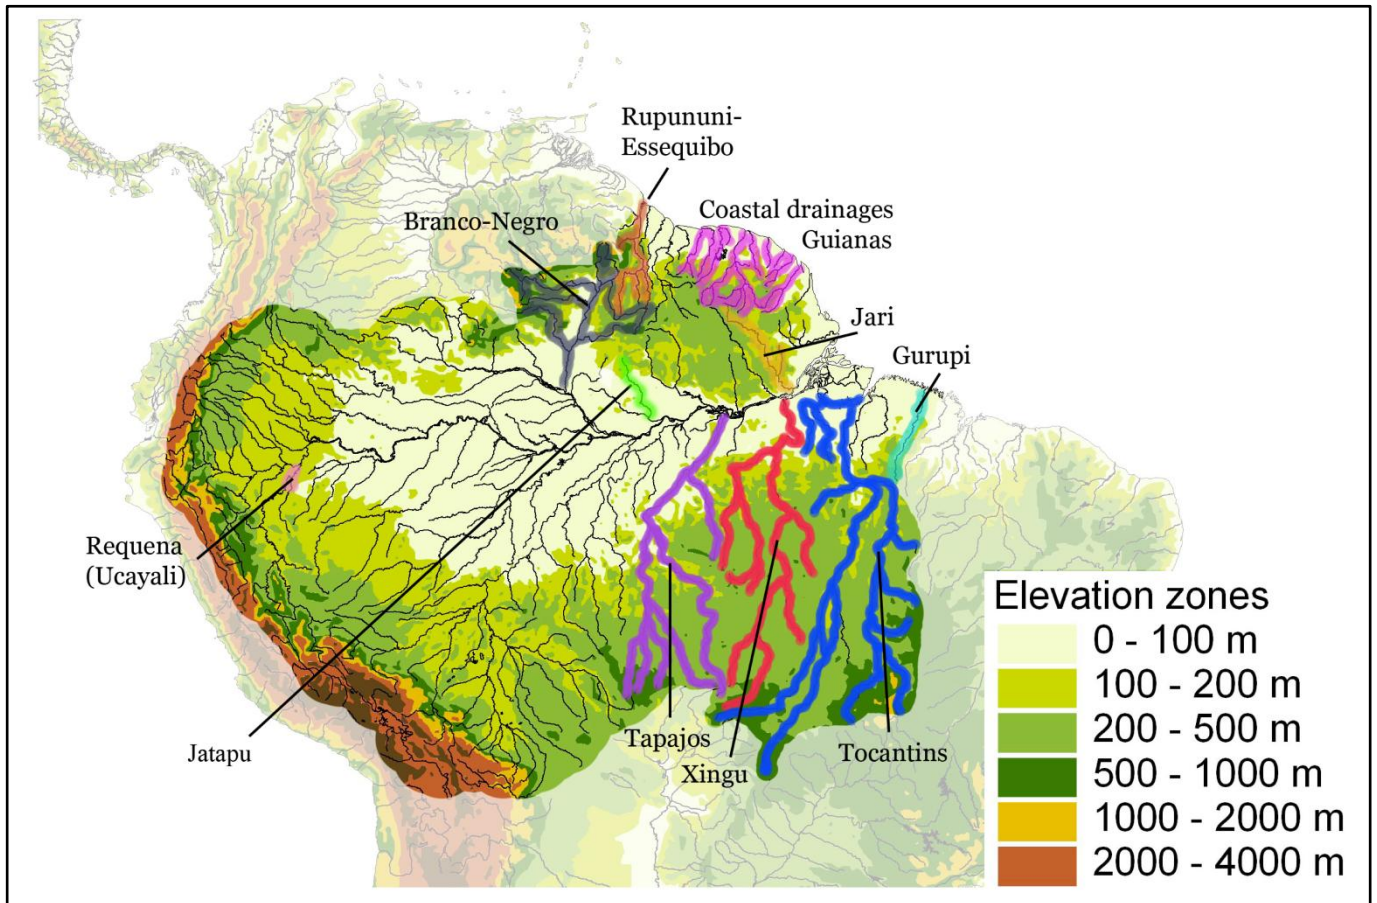 Rupununi-
Essequibo
Branco-Negro
Coastal drainages
Guianas
Jari
Gurupi
Requena
(Ucayali)
Jatapu
Tapajos
Xingu
Tocantins
Elevation zones
0 - 100 m
100 - 200 m
200 - 500 m
500 - 1000 m
1000 - 2000 m
2000 - 4000 m